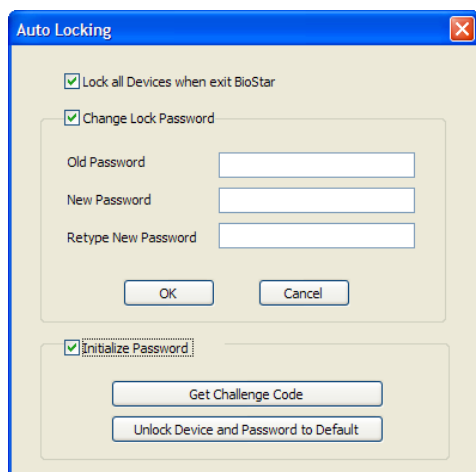 Auto Locking
Lock all Devices when exit BioStar
Change Lock Password
Old Password
New Password
Retype New Password
OK Cancel
Initialize Password
Get Challenge Code
Unlock Device and Password to Default